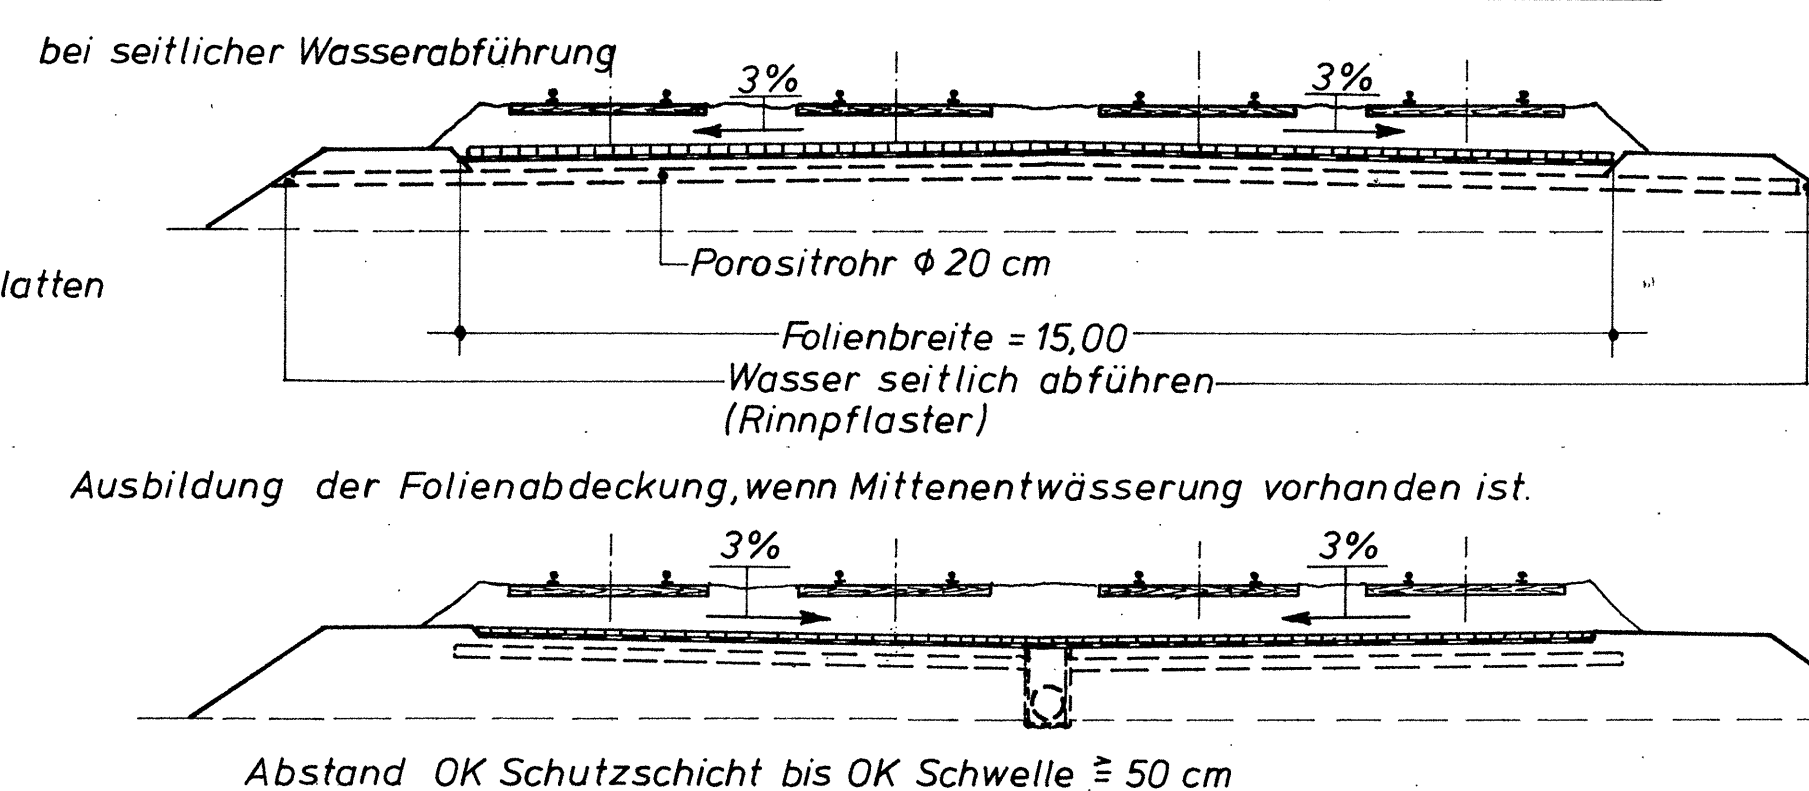 bei seitlicher Wasserabführung
3%
3%
Porositrohr ϕ 20 cm
latten
Folienbreite = 15,00
Wasser seitlich abführen
(Rinnpflaster)
Ausbildung der Folienabdeckung, wenn Mittenentwässerung vorhanden ist.
3%
3%
Abstand OK Schutzschicht bis OK Schwelle ≧ 50 cm